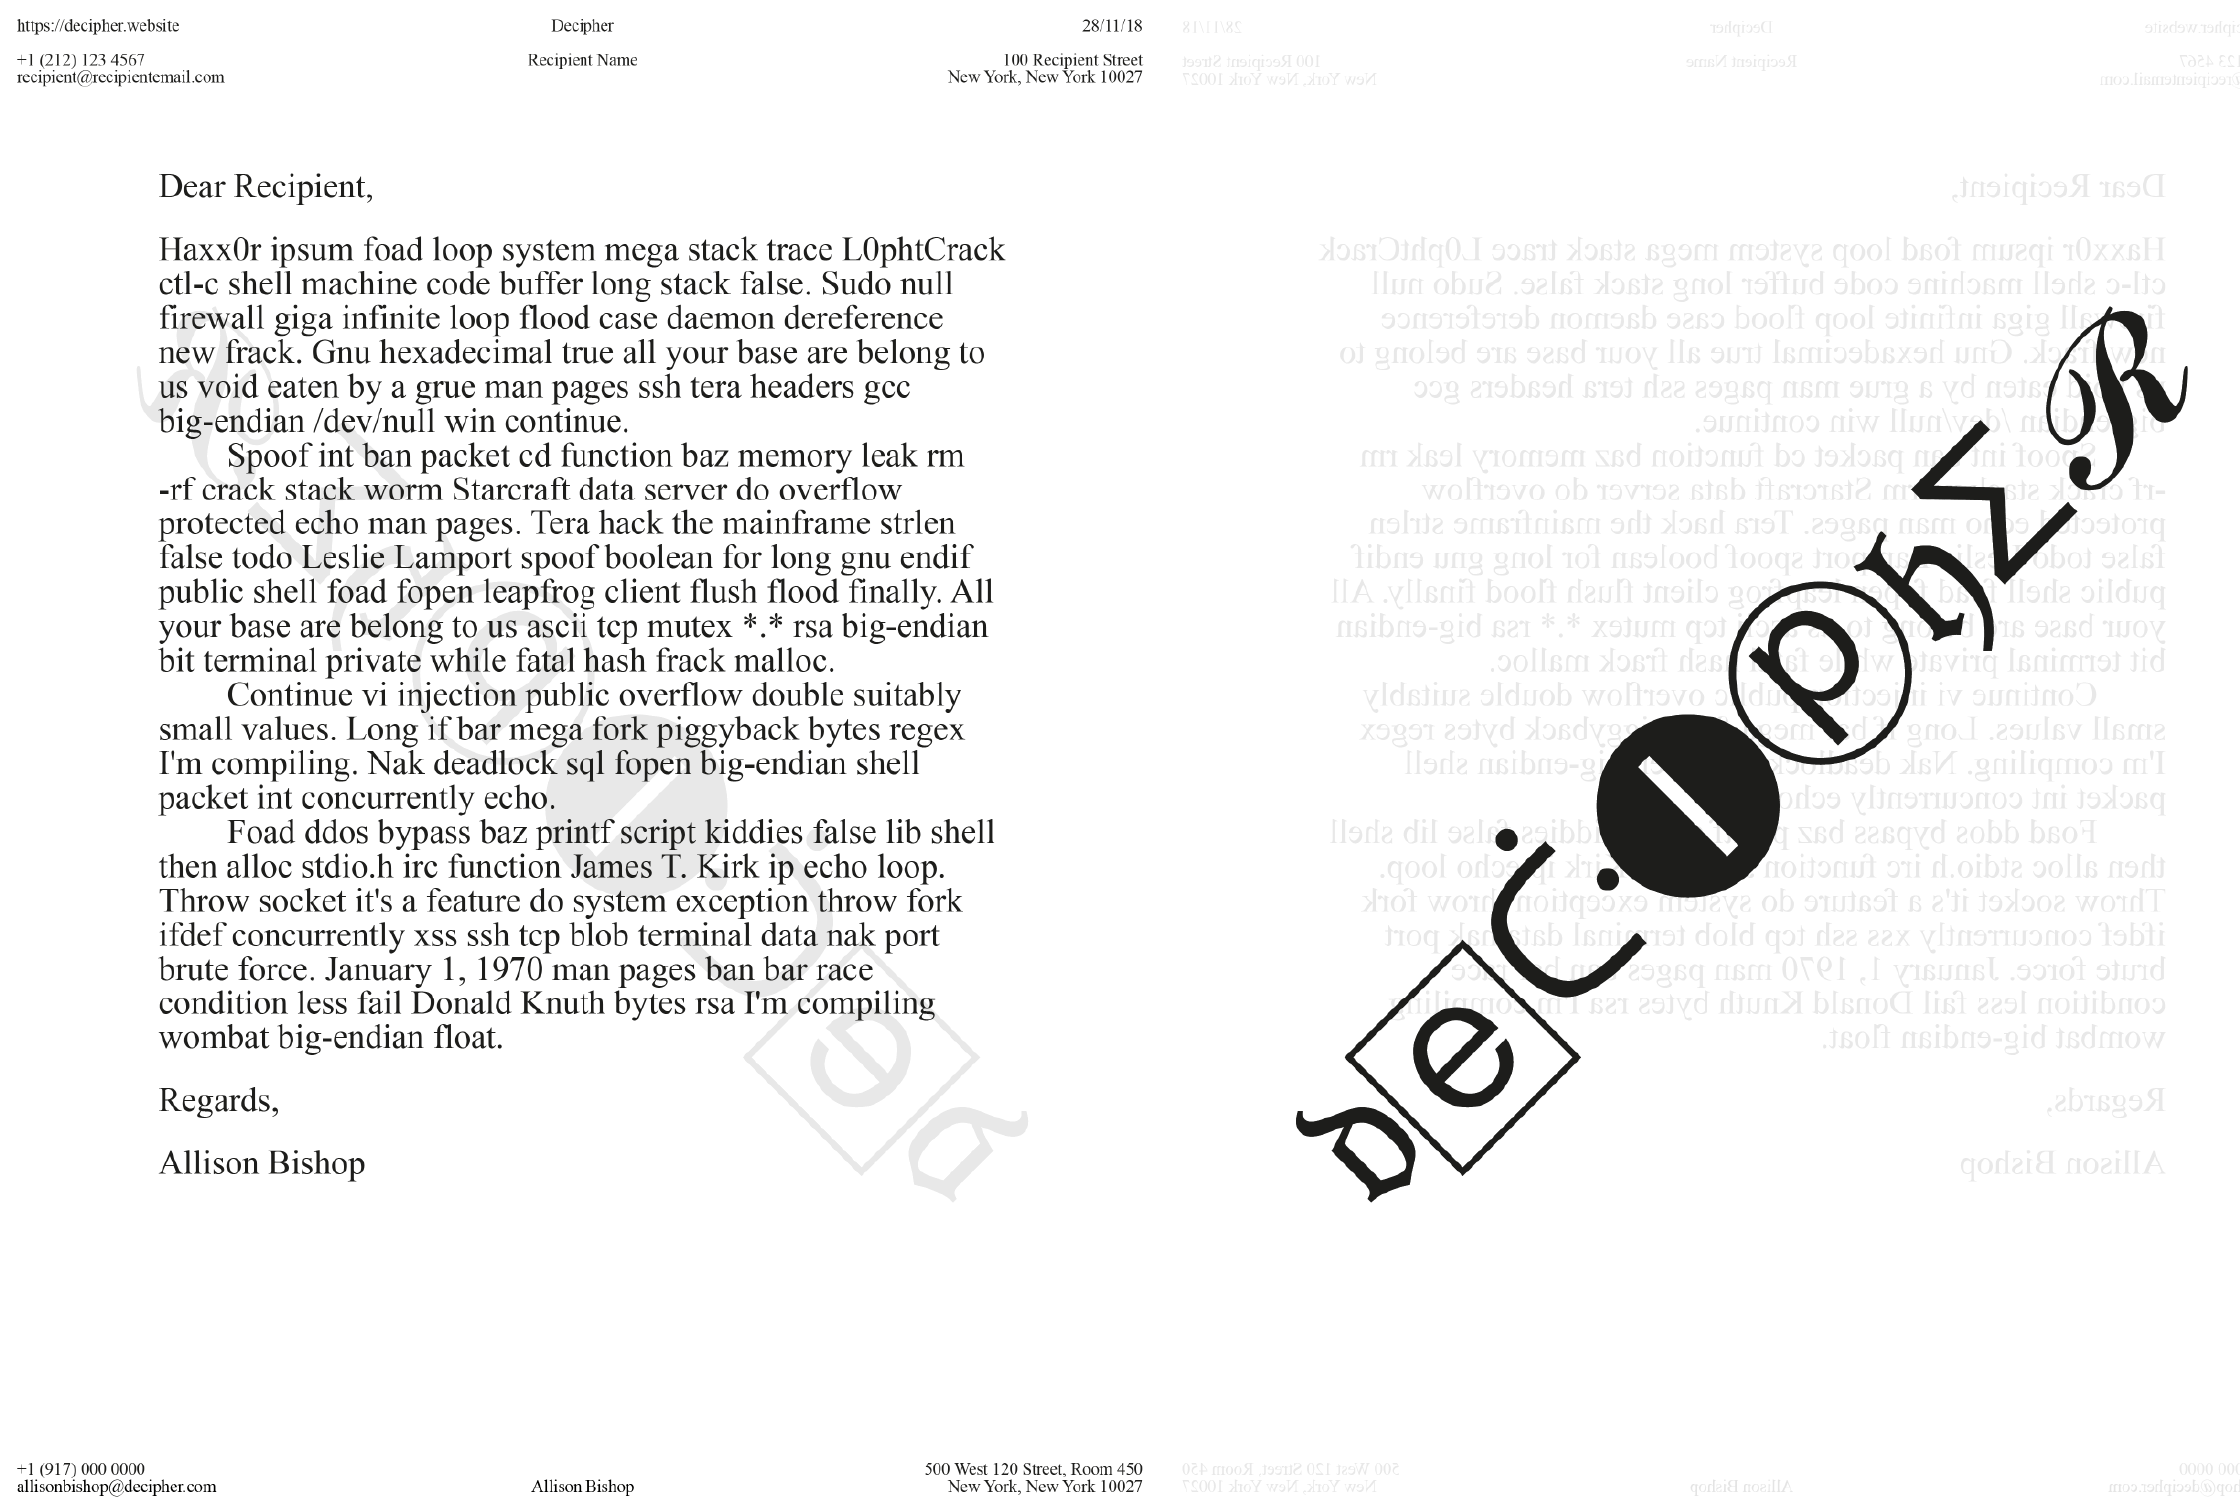 https://decipher.website
Decipher
28/11/18
+1 (212) 123 4567
recipient@recipientemail.com
Recipient Name
100 Recipient Street
New York, New York 10027
Dear Recipient,
Haxx0r ipsum foad loop system mega stack trace L0phtCrack
ctl-c shell machine code buffer long stack false. Sudo null
firewall giga infinite loop flood case daemon dereference
new frack. Gnu hexadecimal true all your base are belong to
us void eaten by a grue man pages ssh tera headers gcc
big-endian /dev/null win continue.
Spoof int ban packet cd function baz memory leak rm
-rf crack stack worm Starcraft data server do overflow
protected echo man pages. Tera hack the mainframe strlen
false todo Leslie Lamport spoof boolean for long gnu endif
public shell foad fopen leapfrog client flush flood finally. All
your base are belong to us ascii tcp mutex *.* rsa big-endian
bit terminal private while fatal hash frack malloc.
Continue vi injection public overflow double suitably
small values. Long if bar mega fork piggyback bytes regex
I'm compiling. Nak deadlock sql fopen big-endian shell
packet int concurrently echo.
Foad ddos bypass baz printf script kiddies false lib shell
then alloc stdio.h irc function James T. Kirk ip echo loop.
Throw socket it's a feature do system exception throw fork
ifdef concurrently xss ssh tcp blob terminal data nak port
brute force. January 1, 1970 man pages ban bar race
condition less fail Donald Knuth bytes rsa I'm compiling
wombat big-endian float.
Regards,
Allison Bishop
+1 (917) 000 0000
allisonbishop@decipher.com
Allison Bishop
500 West 120 Street, Room 450
New York, New York 10027
deC̈IphΣR